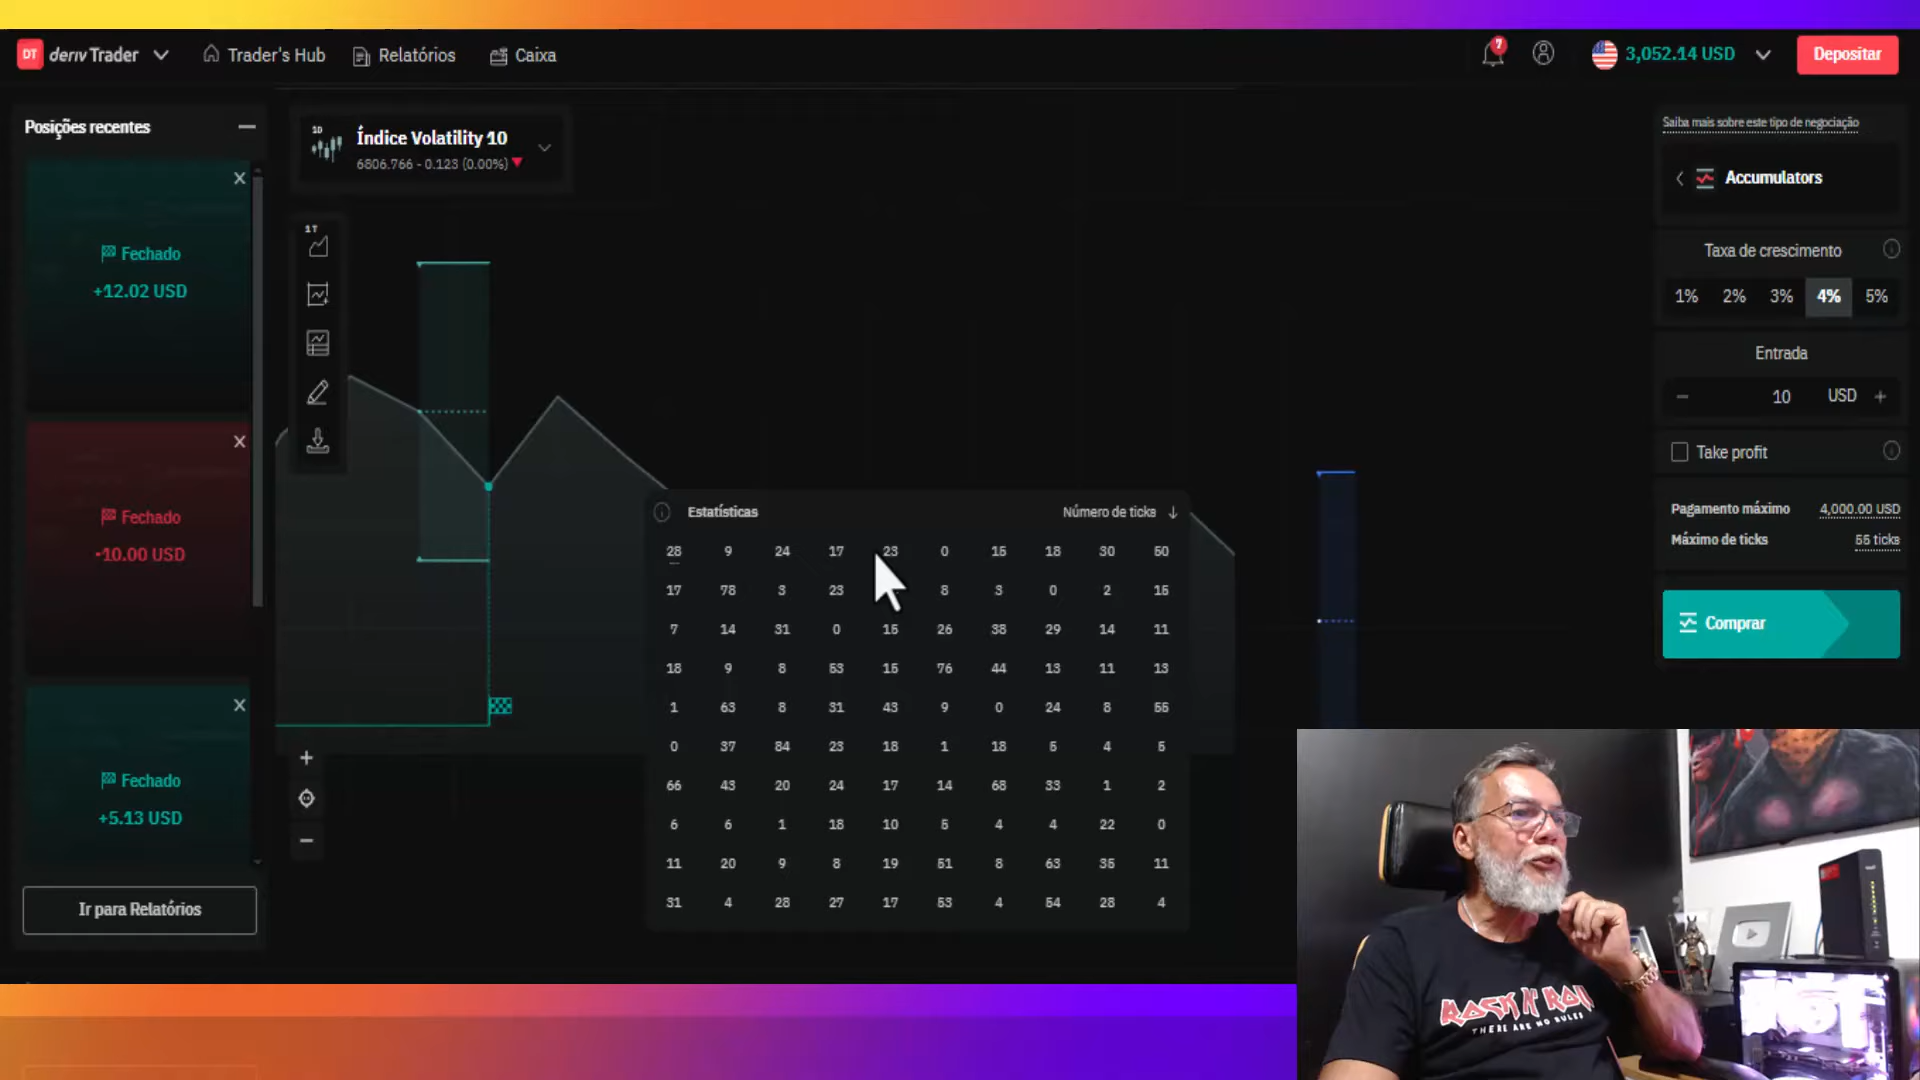 DT deriv Trader
Trader's Hub
Relatórios
Caixa
7
3,052.14 USD
Depositar
Posições recentes
Fechado
+12.02 USD
Fechado
-10.00 USD
Fechado
+5.13 USD
Ir para Relatórios
1D
Índice Volatility 10
6806.766 - 0.123 (0.00%)
1T
Estatísticas
Número de ticks
28 9 24 17 23 0 15 18 30 50
17 78 3 23 8 3 0 2 15
7 14 31 0 15 26 38 29 14 11
18 9 8 53 15 76 44 13 11 13
1 63 8 31 43 9 0 24 8 55
0 37 84 23 18 1 18 5 4 5
66 43 20 24 17 14 68 33 1 2
6 6 1 18 10 5 4 4 22 0
11 20 9 8 19 51 8 63 35 11
31 4 28 27 17 53 4 54 28 4
Saiba mais sobre este tipo de negociação
Accumulators
Taxa de crescimento
1% 2% 3% 4% 5%
Entrada
10 USD
Take profit
Pagamento máximo 4,000.00 USD
Máximo de ticks 55 ticks
Comprar
ROCK N' ROLL
THERE ARE NO RULES